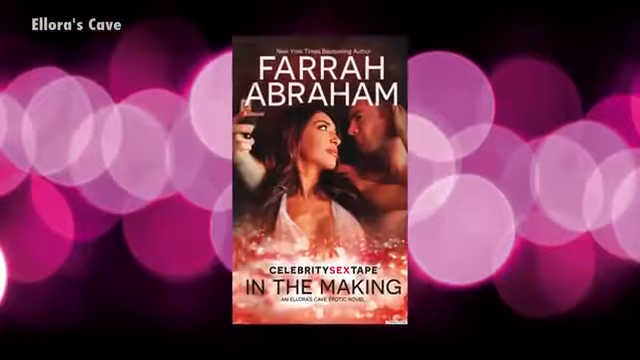 Ellora's Cave
New York Times Bestselling Author
FARRAH
ABRAHAM
CELEBRITYSEXTAPE
IN THE MAKING
AN ELLORA'S CAVE EROTIC NOVEL